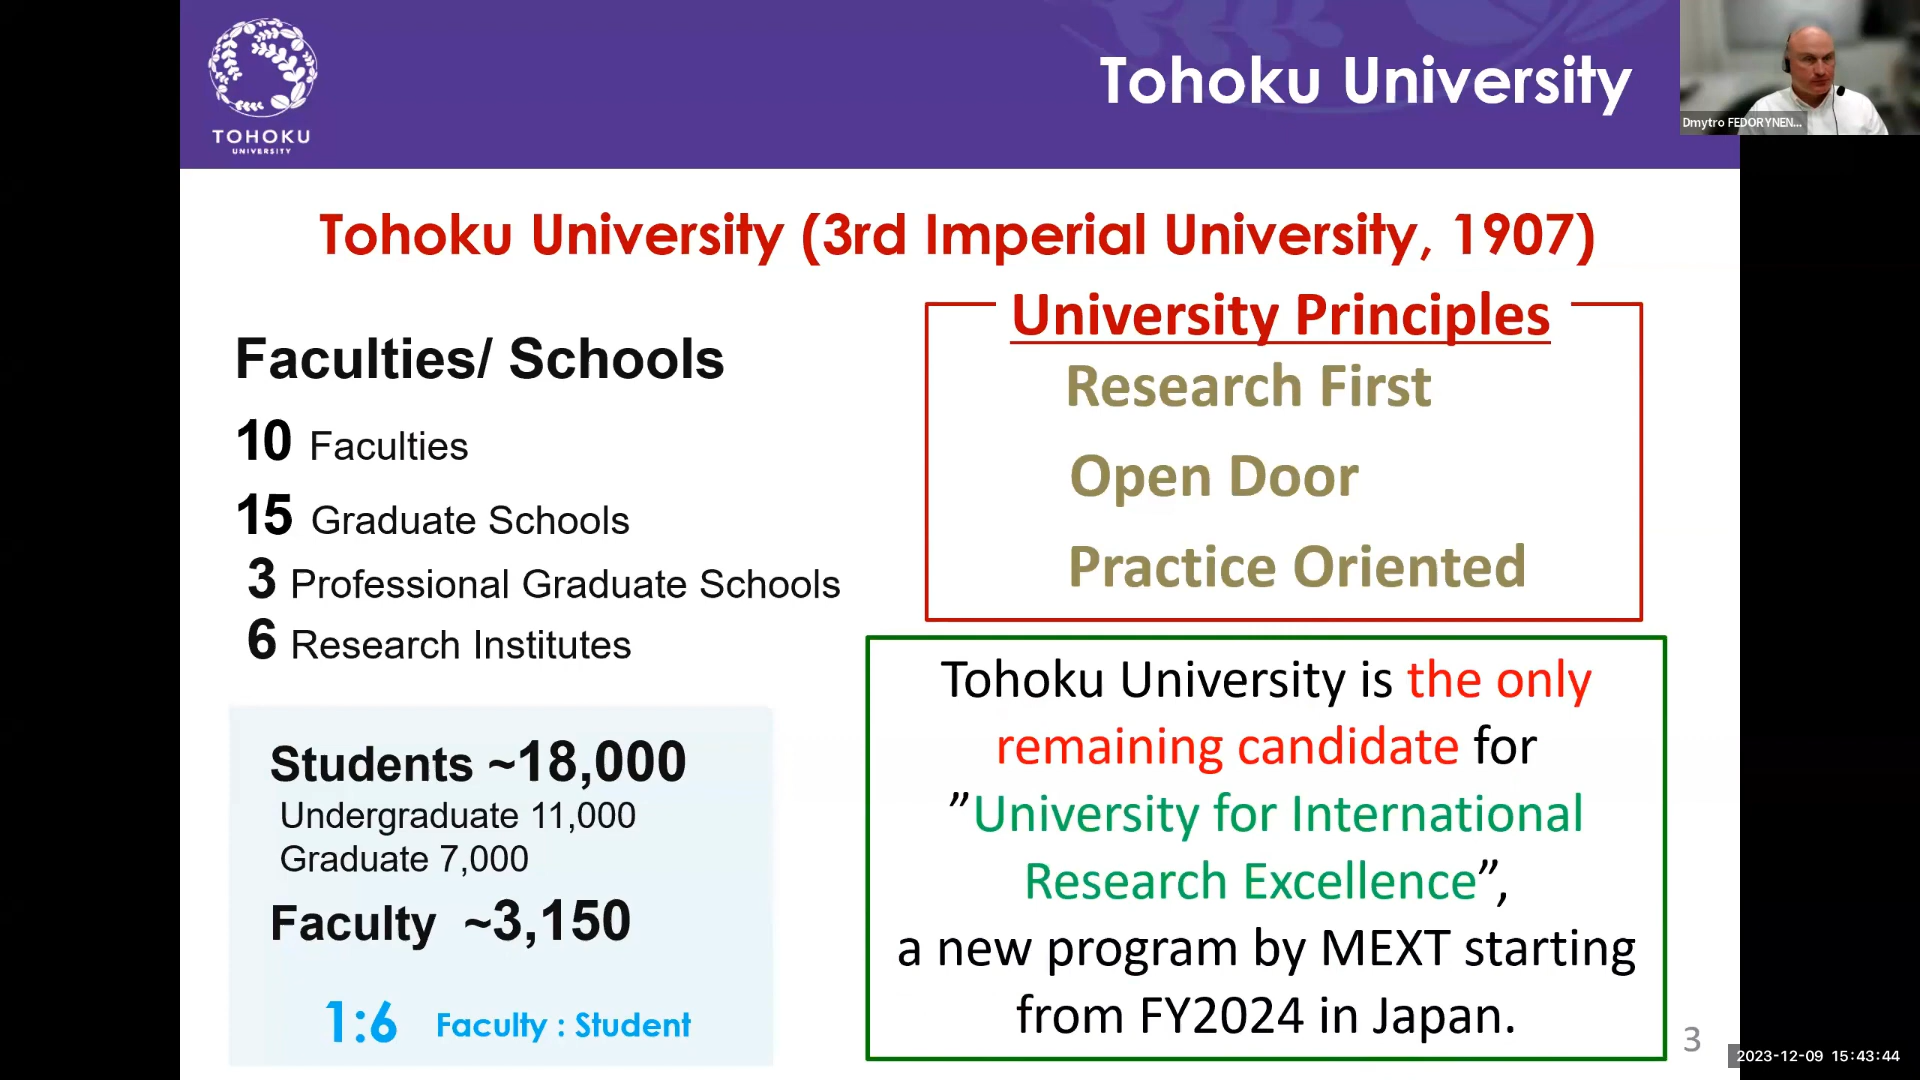 TOHOKU
UNIVERSITY
Tohoku University
Dmytro FEDORYNEN...
Tohoku University (3rd Imperial University, 1907)
Faculties/ Schools
10 Faculties
15 Graduate Schools
3 Professional Graduate Schools
6 Research Institutes
Students ~18,000
Undergraduate 11,000
Graduate 7,000
Faculty ~3,150
1:6 Faculty : Student
University Principles
Research First
Open Door
Practice Oriented
Tohoku University is the only
remaining candidate for
”University for International
Research Excellence”,
a new program by MEXT starting
from FY2024 in Japan.
3
2023-12-09 15:43:44